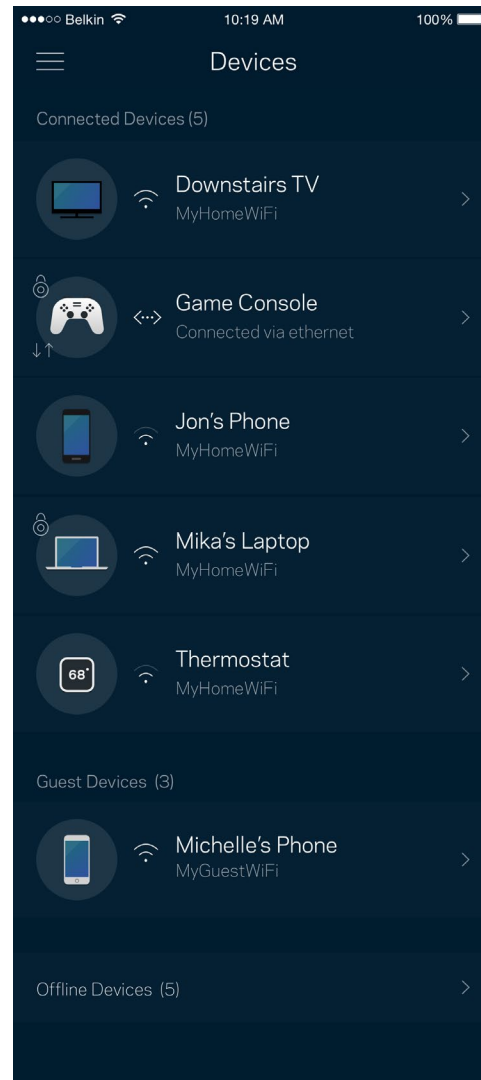 Belkin 10:19 AM 100%
Devices
Connected Devices (5)
Downstairs TV
MyHomeWiFi
Game Console
Connected via ethernet
Jon's Phone
MyHomeWiFi
Mika's Laptop
MyHomeWiFi
68°
Thermostat
MyHomeWiFi
Guest Devices (3)
Michelle's Phone
MyGuestWiFi
Offline Devices (5)